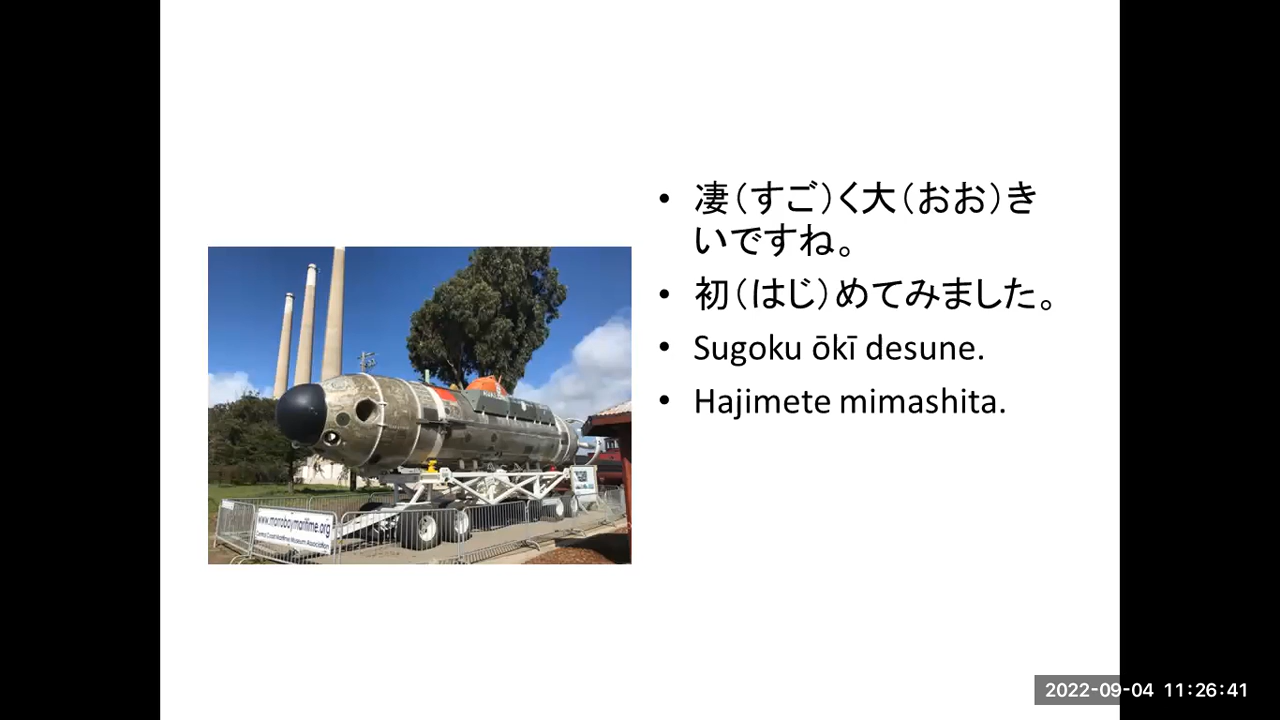 • 凄（すご）く大（おお）き
いですね。
• 初（はじ）めてみました。
• Sugoku ōkī desune.
• Hajimete mimashita.
www.morrobaymaritime.org
Central Coast Maritime Museum Association
2022-09-04 11:26:41